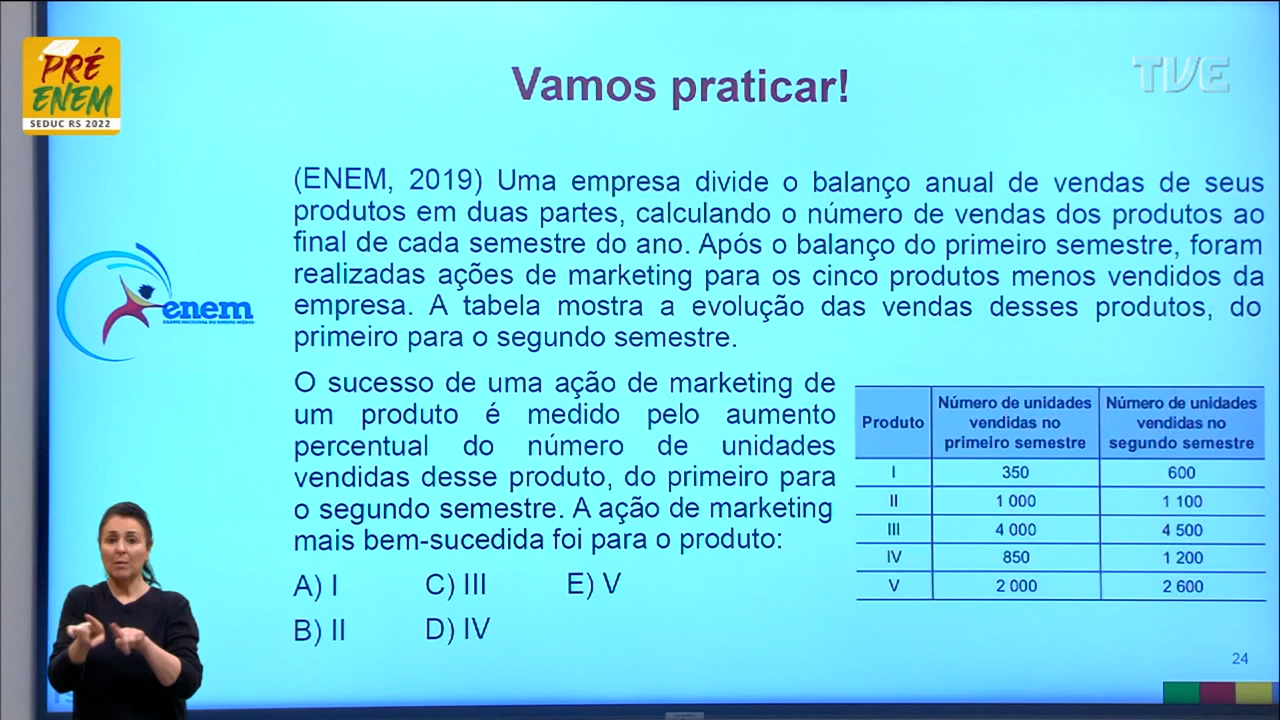 PRÉ
ENEM
SEDUC RS 2022
TVE
Vamos praticar!
(ENEM, 2019) Uma empresa divide o balanço anual de vendas de seus
produtos em duas partes, calculando o número de vendas dos produtos ao
final de cada semestre do ano. Após o balanço do primeiro semestre, foram
realizadas ações de marketing para os cinco produtos menos vendidos da
empresa. A tabela mostra a evolução das vendas desses produtos, do
primeiro para o segundo semestre.
enem
EXAME NACIONAL DO ENSINO MÉDIO
O sucesso de uma ação de marketing de
um produto é medido pelo aumento
percentual do número de unidades
vendidas desse produto, do primeiro para
o segundo semestre. A ação de marketing
mais bem-sucedida foi para o produto:
A) I C) III E) V
B) II D) IV
Produto
Número de unidades
vendidas no
primeiro semestre
Número de unidades
vendidas no
segundo semestre
I 350 600
II 1 000 1 100
III 4 000 4 500
IV 850 1 200
V 2 000 2 600
24